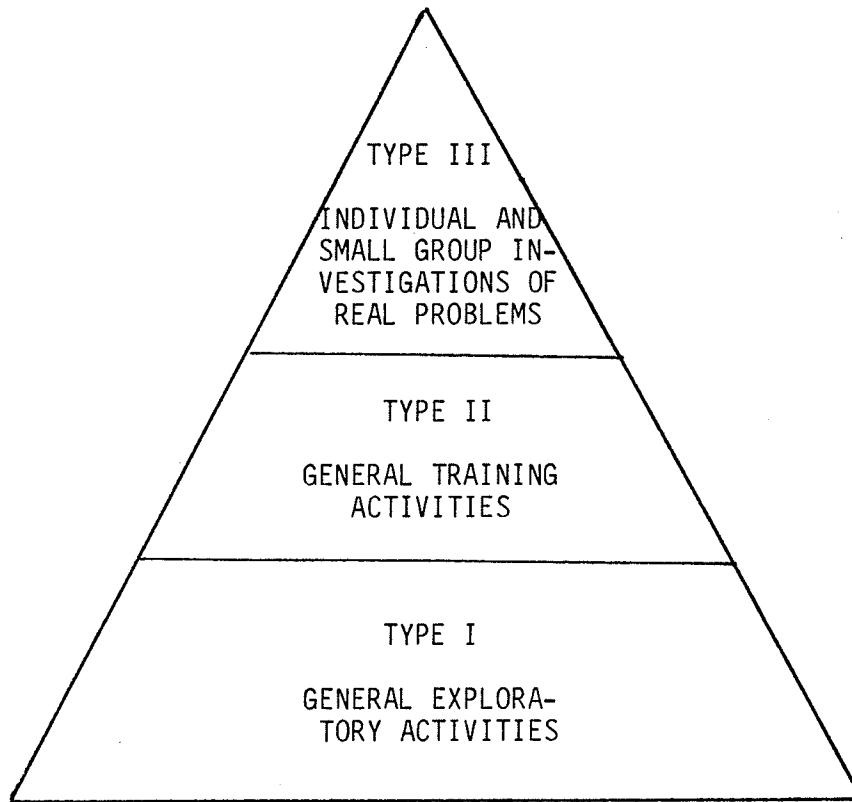 TYPE III
INDIVIDUAL AND
SMALL GROUP IN-
VESTIGATIONS OF
REAL PROBLEMS
TYPE II
GENERAL TRAINING
ACTIVITIES
TYPE I
GENERAL EXPLORA-
TORY ACTIVITIES